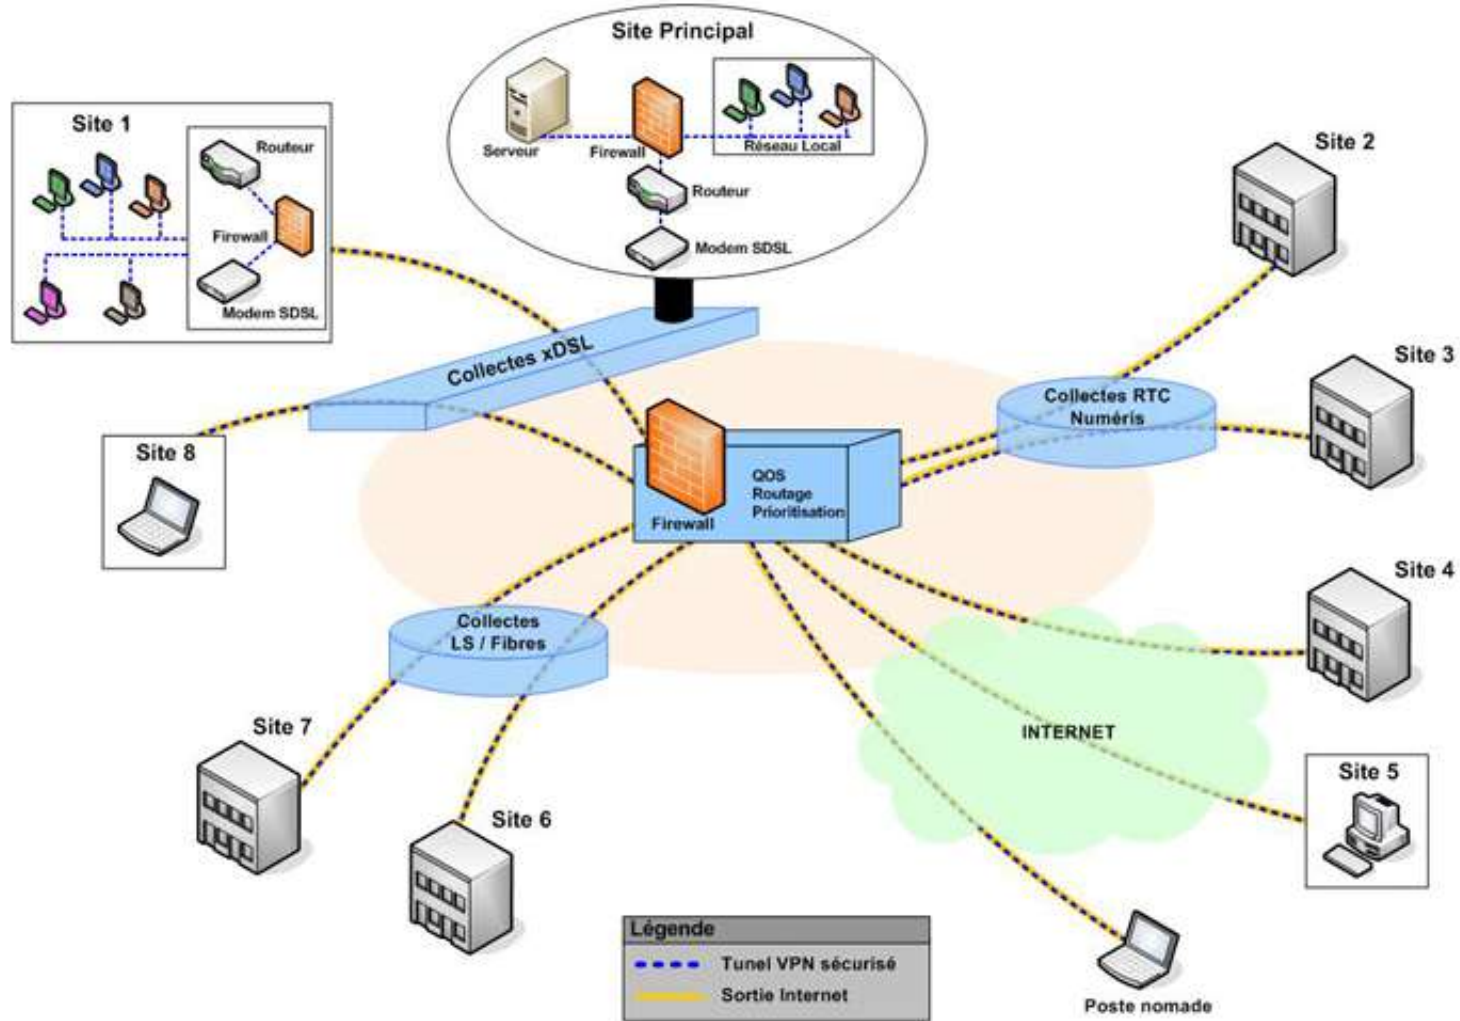 Site Principal
Serveur
Firewall
Réseau Local
Routeur
Modem SDSL
Site 1
Routeur
Firewall
Modem SDSL
Site 2
Site 3
Collectes xDSL
Collectes RTC
Numéris
Site 8
QOS
Routage
Prioritisation
Firewall
Site 4
Collectes
LS / Fibres
Site 7
INTERNET
Site 5
Site 6
Légende
Tunel VPN sécurisé
Sortie Internet
Poste nomade